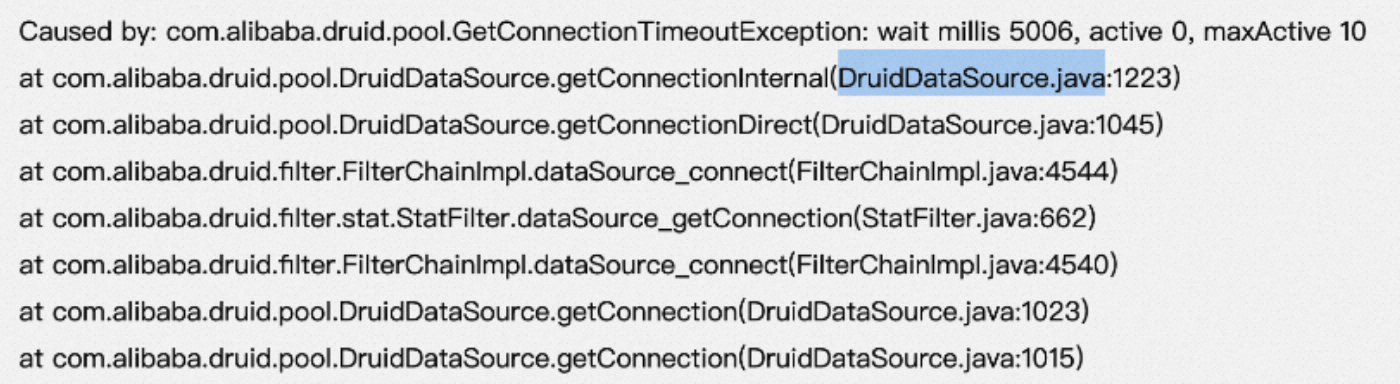 Caused by: com.alibaba.druid.pool.GetConnectionTimeoutException: wait millis 5006, active 0, maxActive 10
at com.alibaba.druid.pool.DruidDataSource.getConnectionInternal(DruidDataSource.java:1223)
at com.alibaba.druid.pool.DruidDataSource.getConnectionDirect(DruidDataSource.java:1045)
at com.alibaba.druid.filter.FilterChainImpl.dataSource_connect(FilterChainImpl.java:4544)
at com.alibaba.druid.filter.stat.StatFilter.dataSource_getConnection(StatFilter.java:662)
at com.alibaba.druid.filter.FilterChainImpl.dataSource_connect(FilterChainImpl.java:4540)
at com.alibaba.druid.pool.DruidDataSource.getConnection(DruidDataSource.java:1023)
at com.alibaba.druid.pool.DruidDataSource.getConnection(DruidDataSource.java:1015)